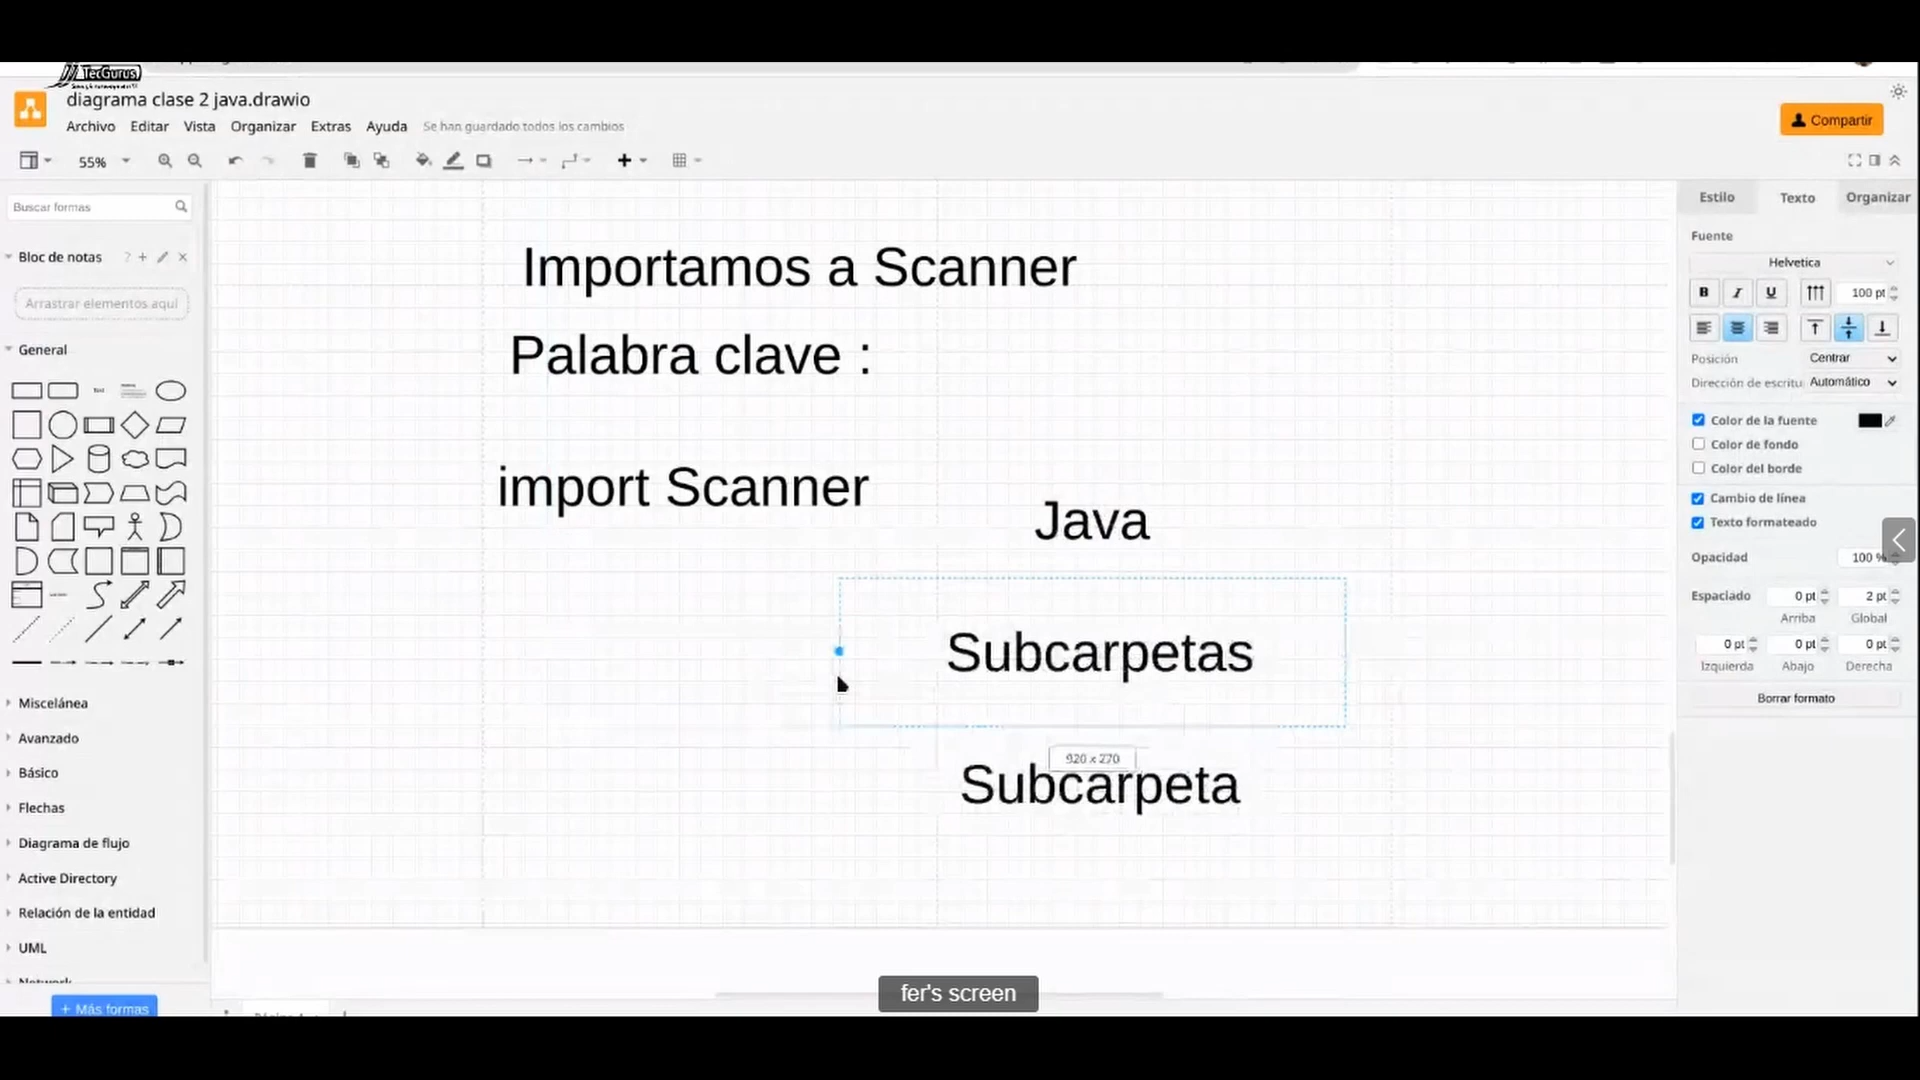 TecGurus
diagrama clase 2 java.drawio
Archivo Editar Vista Organizar Extras Ayuda Se han guardado todos los cambios
Compartir
55%
Buscar formas
Bloc de notas
Arrastrar elementos aquí
General
Text
Miscelánea
Avanzado
Básico
Flechas
Diagrama de flujo
Active Directory
Relación de la entidad
UML
Network
+ Más formas
Importamos a Scanner
Palabra clave :
import Scanner
Java
Subcarpetas
920 x 270
Subcarpeta
fer's screen
Estilo Texto Organizar
Fuente
Helvetica
B I U 100 pt
Posición Centrar
Dirección de escritu Automático
Color de la fuente
Color de fondo
Color del borde
Cambio de línea
Texto formateado
Opacidad 100 %
Espaciado 0 pt 2 pt
Arriba Global
0 pt 0 pt 0 pt
Izquierda Abajo Derecha
Borrar formato